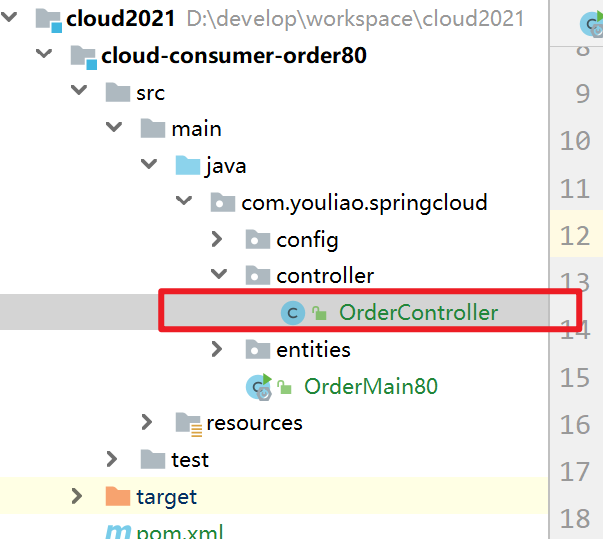 cloud2021 D:\develop\workspace\cloud2021
cloud-consumer-order80
src
main
java
com.youliao.springcloud
config
controller
OrderController
entities
OrderMain80
resources
test
target
pom.xml
8
9
10
11
12
13
14
15
16
17
18